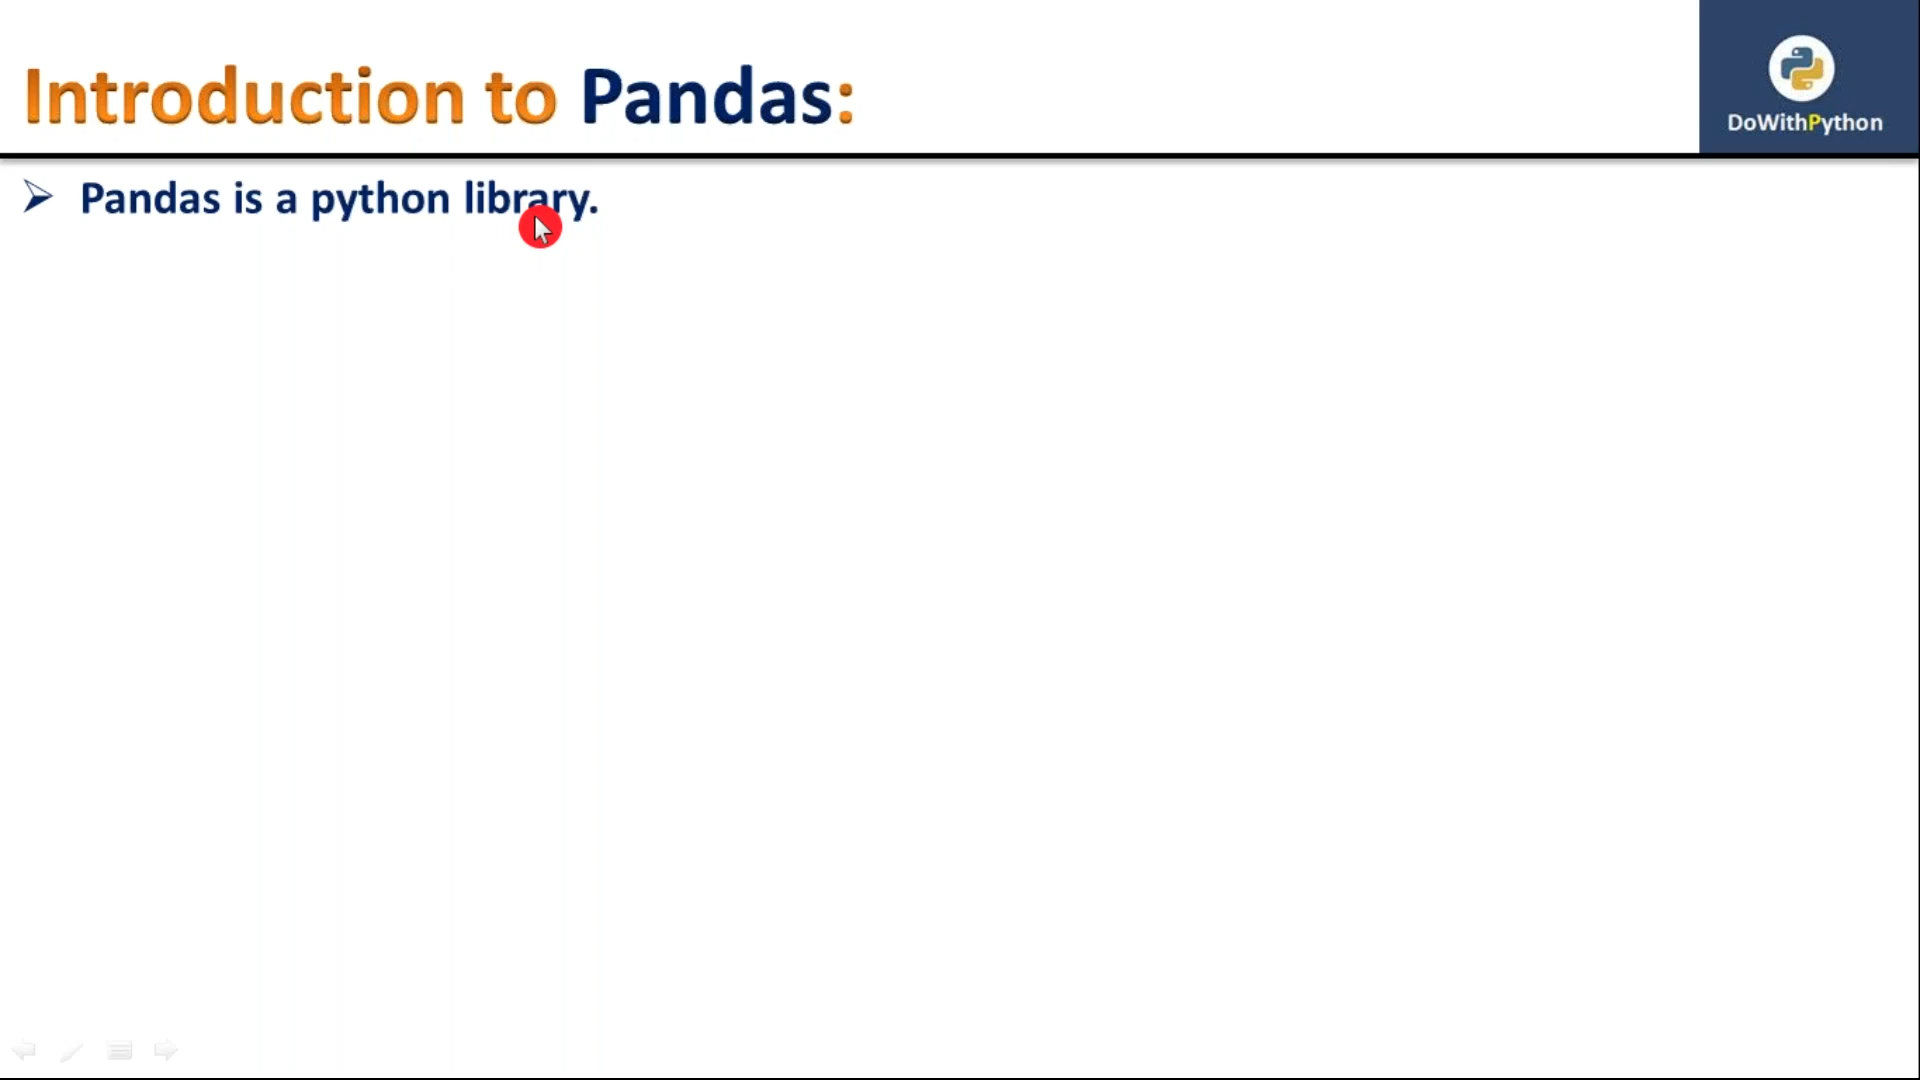 Introduction to Pandas:
DoWithPython
➢ Pandas is a python library.